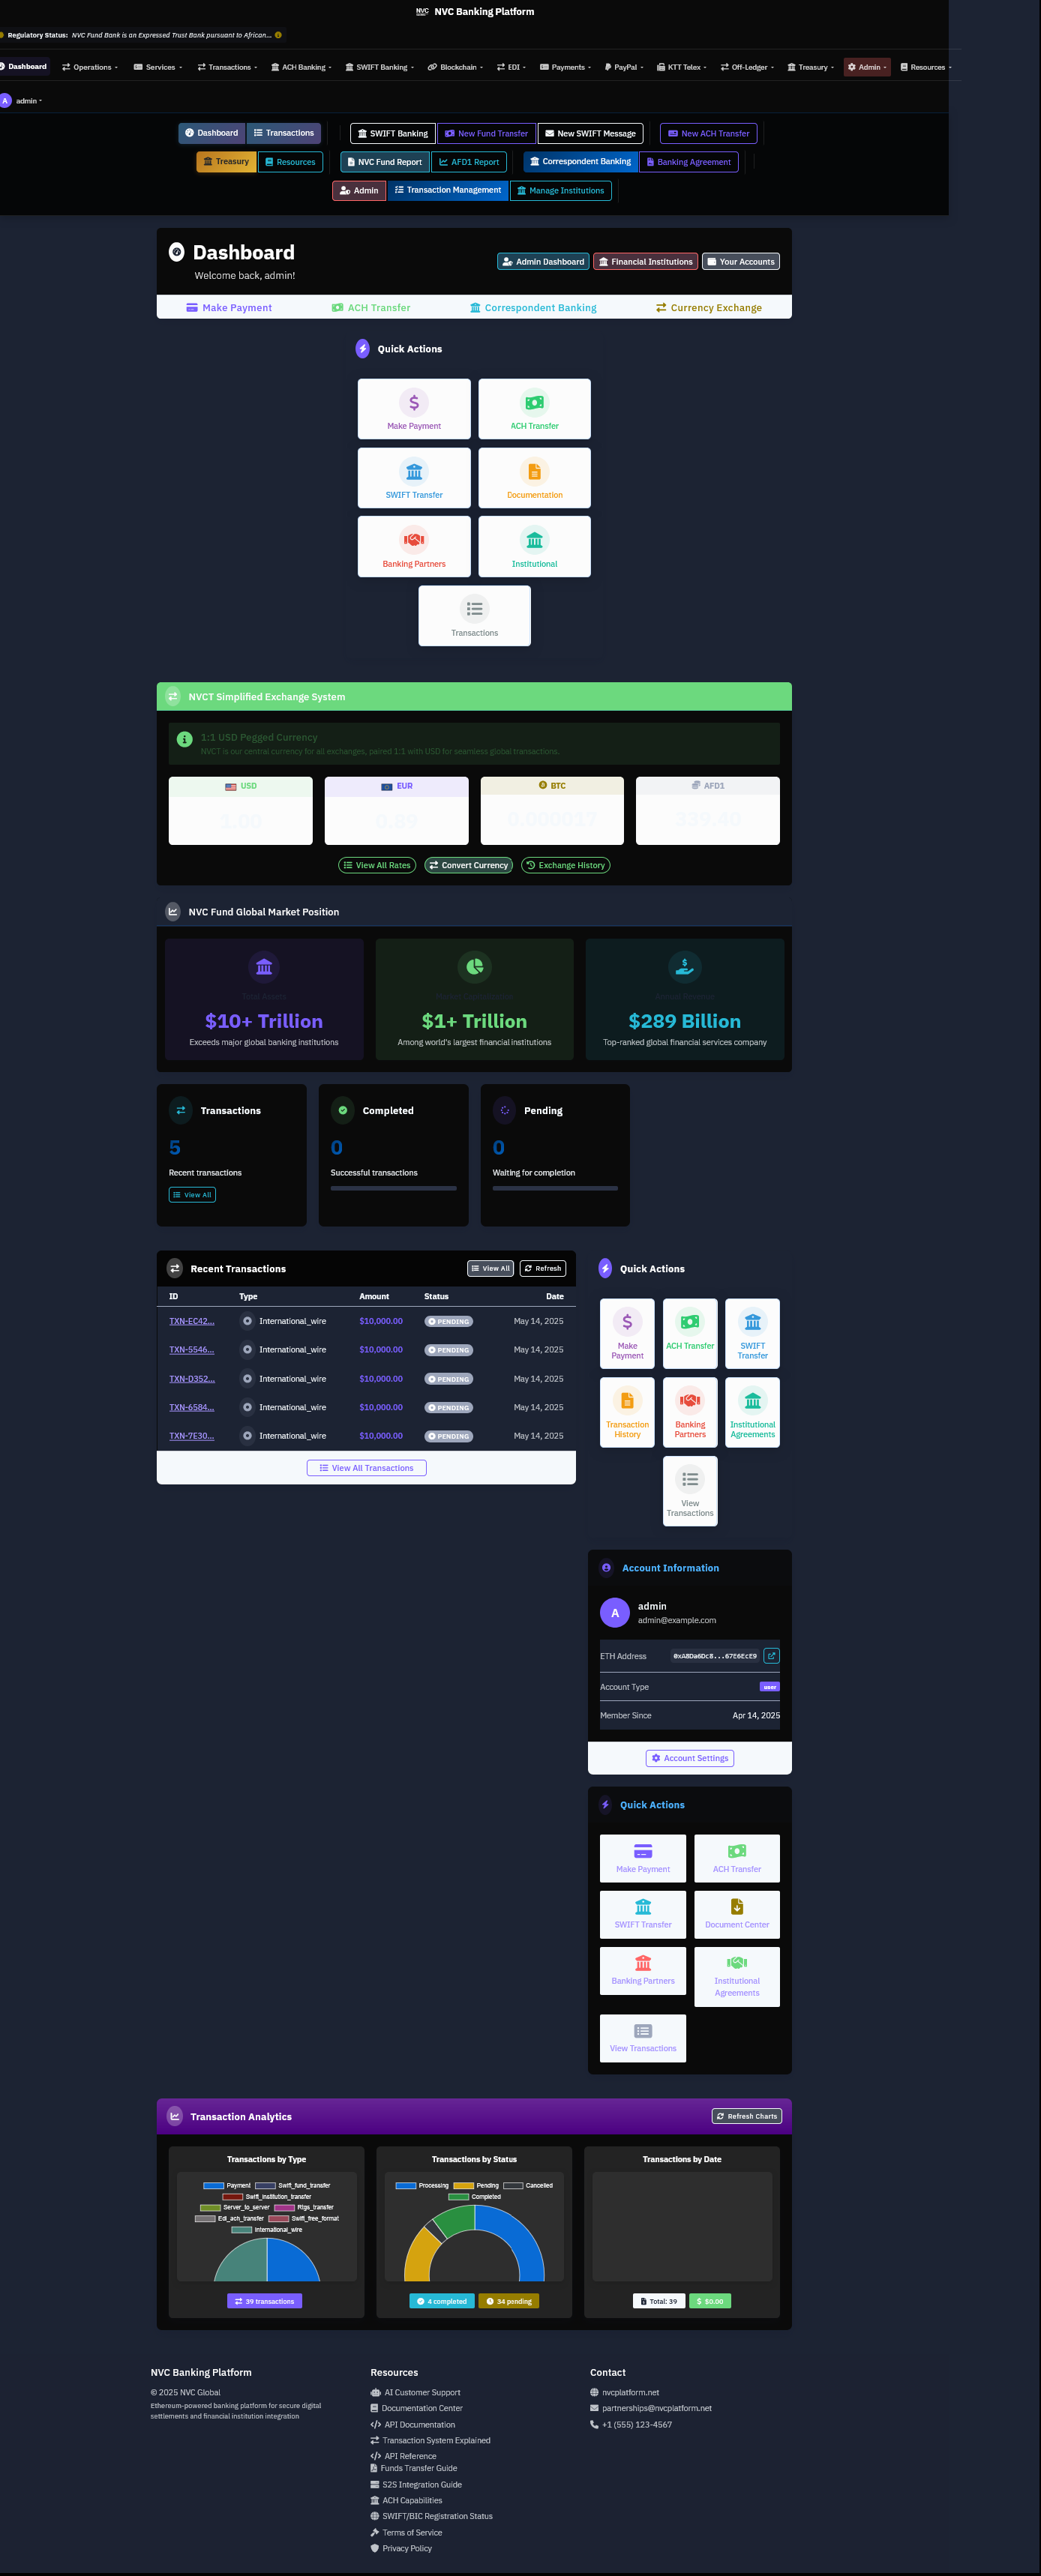 NVC Banking Platform
Regulatory Status: NVC Fund Bank is an Expressed Trust Bank pursuant to African...
Dashboard Operations Services Transactions ACH Banking SWIFT Banking Blockchain EDI Payments PayPal KTT Telex Off-Ledger Treasury Admin Resources
A admin
Dashboard Transactions SWIFT Banking New Fund Transfer New SWIFT Message New ACH Transfer
Treasury Resources NVC Fund Report AFD1 Report Correspondent Banking Banking Agreement
Admin Transaction Management Manage Institutions
Dashboard
Welcome back, admin!
Admin Dashboard Financial Institutions Your Accounts
Make Payment ACH Transfer Correspondent Banking Currency Exchange
Quick Actions
Make Payment ACH Transfer
SWIFT Transfer Documentation
Banking Partners Institutional
Transactions
NVCT Simplified Exchange System
1:1 USD Pegged Currency
NVCT is our central currency for all exchanges, paired 1:1 with USD for seamless global transactions.
USD EUR BTC AFD1
1.00 0.89 0.000017 339.40
View All Rates Convert Currency Exchange History
NVC Fund Global Market Position
Total Assets
$10+ Trillion $1+ Trillion $289 Billion
Exceeds major global banking institutions Among world's largest financial institutions Top-ranked global financial services company
Transactions Completed Pending
5 0 0
Recent transactions Successful transactions Waiting for completion
View All
Recent Transactions View All Refresh
ID Type Amount Status Date
TXN-EC42... International_wire $10,000.00 PENDING May 14, 2025
TXN-5546... International_wire $10,000.00 PENDING May 14, 2025
TXN-D352... International_wire $10,000.00 PENDING May 14, 2025
TXN-6584... International_wire $10,000.00 PENDING May 14, 2025
TXN-7E30... International_wire $10,000.00 PENDING May 14, 2025
View All Transactions
Quick Actions
Make Payment ACH Transfer SWIFT Transfer
Transaction History Banking Partners Institutional Agreements
View Transactions
Account Information
A admin
admin@example.com
ETH Address 0xA8Da6Dc8...67E6EcE9
Account Type user
Member Since Apr 14, 2025
Account Settings
Quick Actions
Make Payment ACH Transfer
SWIFT Transfer Document Center
Banking Partners Institutional Agreements
View Transactions
Transaction Analytics Refresh Charts
Transactions by Type
Payment Swift_fund_transfer
Swift_institution_transfer
Server_to_server Rtgs_transfer
Edi_ach_transfer Swift_free_format
International_wire
39 transactions
Transactions by Status
Processing Pending Cancelled
Completed
4 completed 34 pending
Transactions by Date
Total: 39 $0.00
NVC Banking Platform
© 2025 NVC Global
Ethereum-powered banking platform for secure digital
settlements and financial institution integration
Resources
AI Customer Support
Documentation Center
API Documentation
Transaction System Explained
API Reference
Funds Transfer Guide
S2S Integration Guide
ACH Capabilities
SWIFT/BIC Registration Status
Terms of Service
Privacy Policy
Contact
nvcplatform.net
partnerships@nvcplatform.net
+1 (555) 123-4567